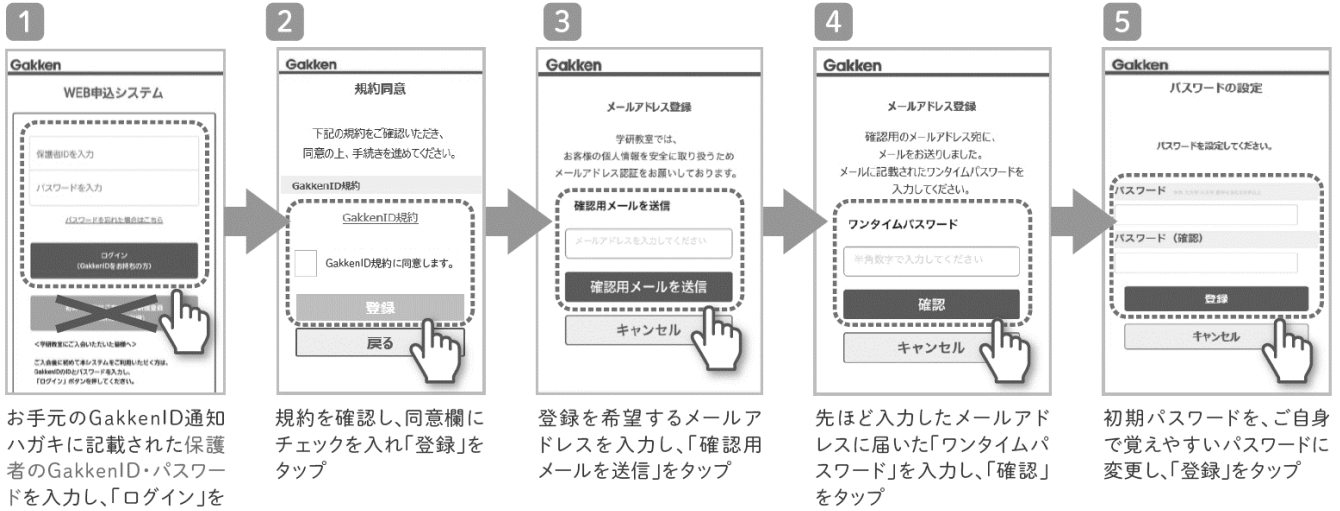 1
Gakken
WEB申込システム
保護者IDを入力
パスワードを入力
パスワードを忘れた場合はこちら
ログイン
(GakkenIDをお持ちの方)
<学研教室にご入会いただいた皆様へ>
ご入会後に初めて本システムをご利用いただく方は、
GakkenIDのIDとパスワードを入力し、
「ログイン」ボタンを押してください。
お手元のGakkenID通知
ハガキに記載された保護
者のGakkenID・パスワー
ドを入力し、「ログイン」を
2
Gakken
規約同意
下記の規約をご確認いただき、
同意の上、手続きを進めてください。
GakkenID規約
GakkenID規約
GakkenID規約に同意します。
登録
戻る
規約を確認し、同意欄に
チェックを入れ「登録」を
タップ
3
Gakken
メールアドレス登録
学研教室では、
お客様の個人情報を安全に取り扱うため
メールアドレス認証をお願いしております。
確認用メールを送信
メールアドレスを入力してください
確認用メールを送信
キャンセル
登録を希望するメールア
ドレスを入力し、「確認用
メールを送信」をタップ
4
Gakken
メールアドレス登録
確認用のメールアドレス宛に、
メールをお送りしました。
メールに記載されたワンタイムパスワードを
入力してください。
ワンタイムパスワード
半角数字で入力してください
確認
キャンセル
先ほど入力したメールアド
レスに届いた「ワンタイムパ
スワード」を入力し、「確認」
をタップ
5
Gakken
パスワードの設定
パスワードを設定してください。
パスワード
パスワード（確認）
登録
キャンセル
初期パスワードを、ご自身
で覚えやすいパスワードに
変更し、「登録」をタップ